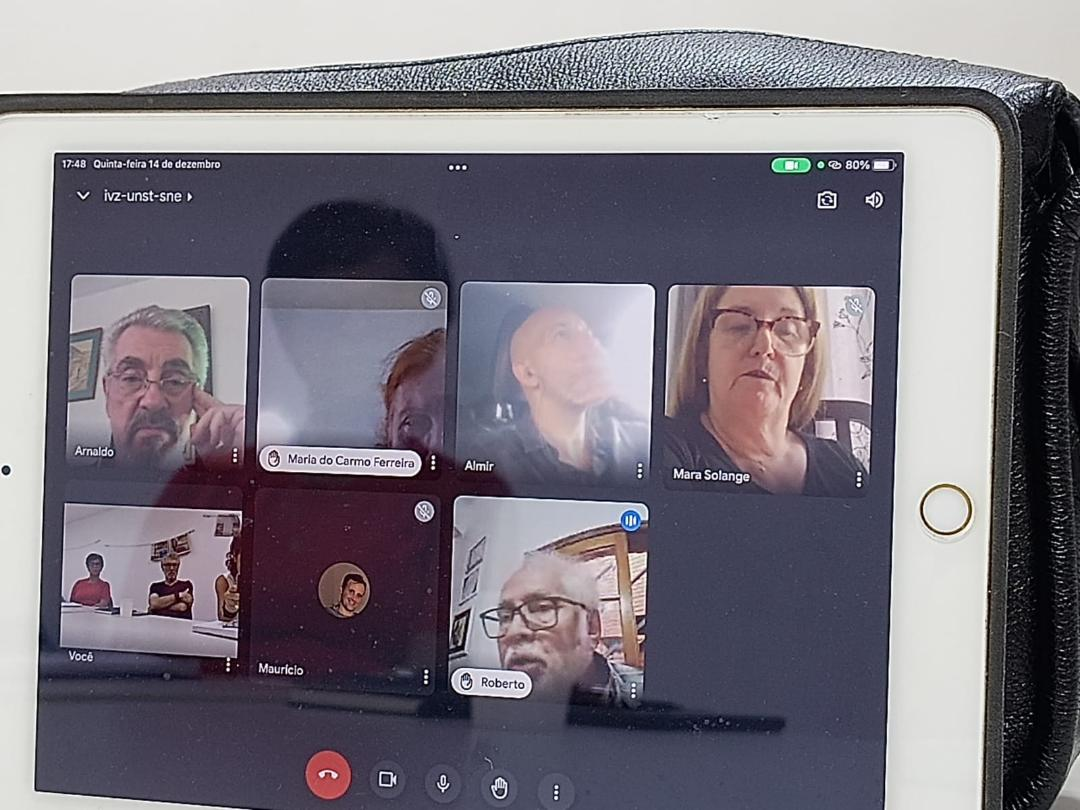 17:48 Quinta-feira 14 de dezembro
80%
ivz-unst-sne
Arnaldo
Maria do Carmo Ferreira
Almir
Mara Solange
Você
Maurício
Roberto